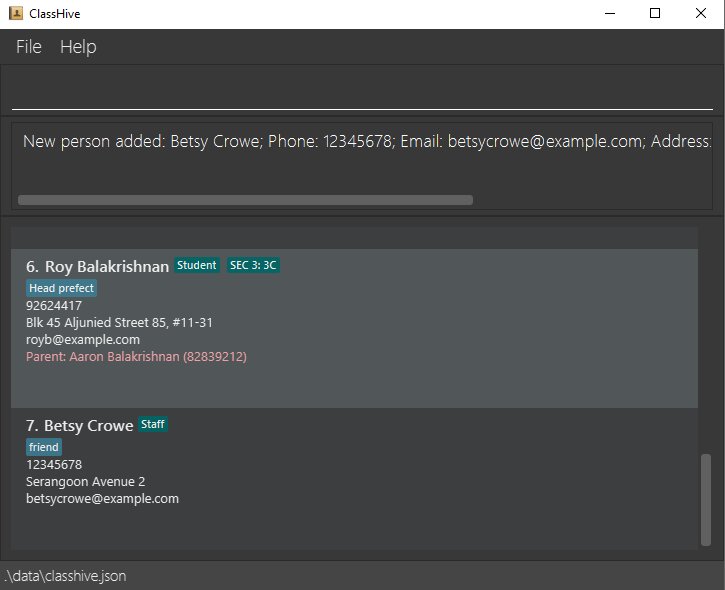 ClassHive
File Help
New person added: Betsy Crowe; Phone: 12345678; Email: betsycrowe@example.com; Address:
6. Roy Balakrishnan Student SEC 3: 3C
Head prefect
92624417
Blk 45 Aljunied Street 85, #11-31
royb@example.com
Parent: Aaron Balakrishnan (82839212)
7. Betsy Crowe Staff
friend
12345678
Serangoon Avenue 2
betsycrowe@example.com
.\data\classhive.json